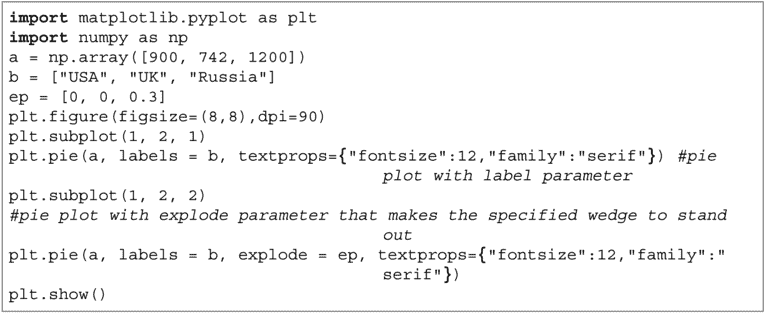 import matplotlib.pyplot as plt
import numpy as np
a = np.array([900, 742, 1200])
b = ["USA", "UK", "Russia"]
ep = [0, 0, 0.3]
plt.figure(figsize=(8,8),dpi=90)
plt.subplot(1, 2, 1)
plt.pie(a, labels = b, textprops={"fontsize":12,"family":"serif"}) #pie
plot with label parameter
plt.subplot(1, 2, 2)
#pie plot with explode parameter that makes the specified wedge to stand
out
plt.pie(a, labels = b, explode = ep, textprops={"fontsize":12,"family":"
serif"})
plt.show()